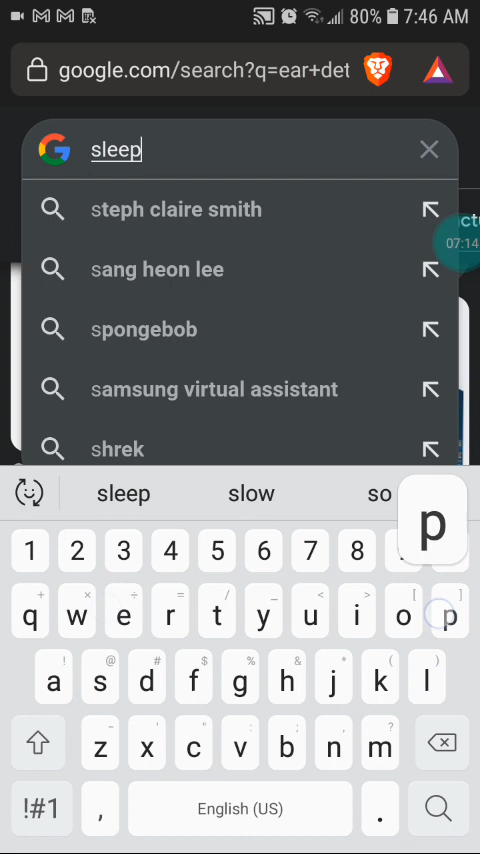 80% 7:46 AM
google.com/search?q=ear+det
sleep
steph claire smith
ctu
07:14
sang heon lee
spongebob
samsung virtual assistant
shrek
sleep slow so
p
1 2 3 4 5 6 7 8
+ × ÷ = / _ < > [ ]
q w e r t y u i o p
! @ # $ % & & * ( )
a s d f g h j k l
- ' " : ; , ?
z x c v b n m
!#1 , English (US) .